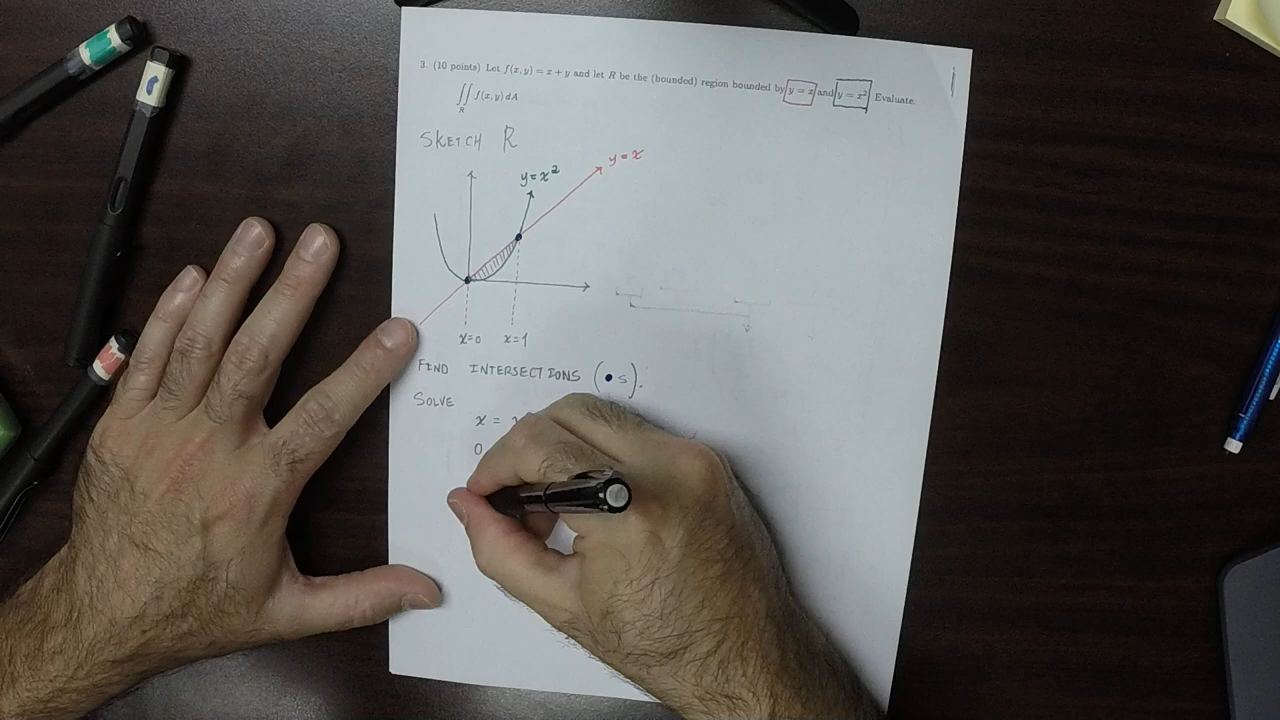 3. (10 points) Let f(x, y) = x + y and let R be the (bounded) region bounded by y = x and y = x². Evaluate:
∬_R f(x, y) dA
SKETCH R
y = x
y = x²
x=0 x=1
FIND INTERSECTIONS (• s).
SOLVE
x =
0